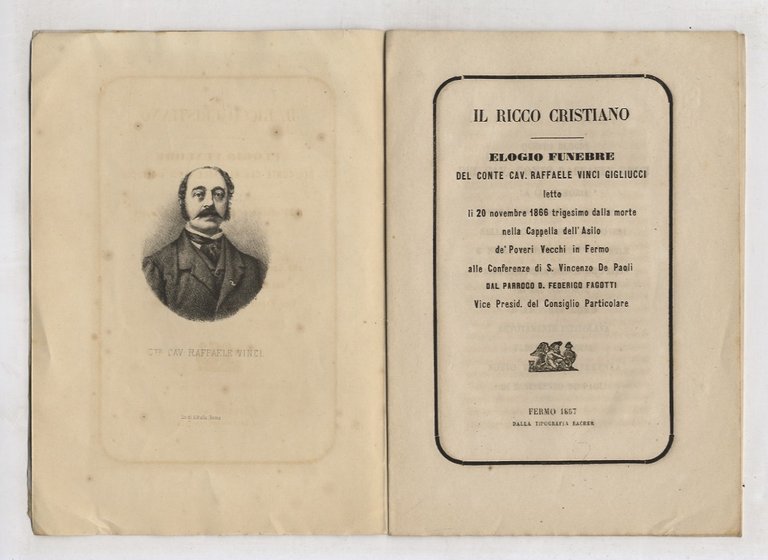 Cte CAV. RAFFAELE VINCI.
IL RICCO CRISTIANO
ELOGIO FUNEBRE
DEL CONTE CAV. RAFFAELE VINCI GIGLIUCCI
letto
li 20 novembre 1866 trigesimo dalla morte
nella Cappella dell'Asilo
de' Poveri Vecchi in Fermo
alle Conferenze di S. Vincenzo De Paoli
DAL PARROCO D. FEDERIGO FAGOTTI
Vice Presid. del Consiglio Particolare
FERMO 1867
DALLA TIPOGRAFIA BACHER